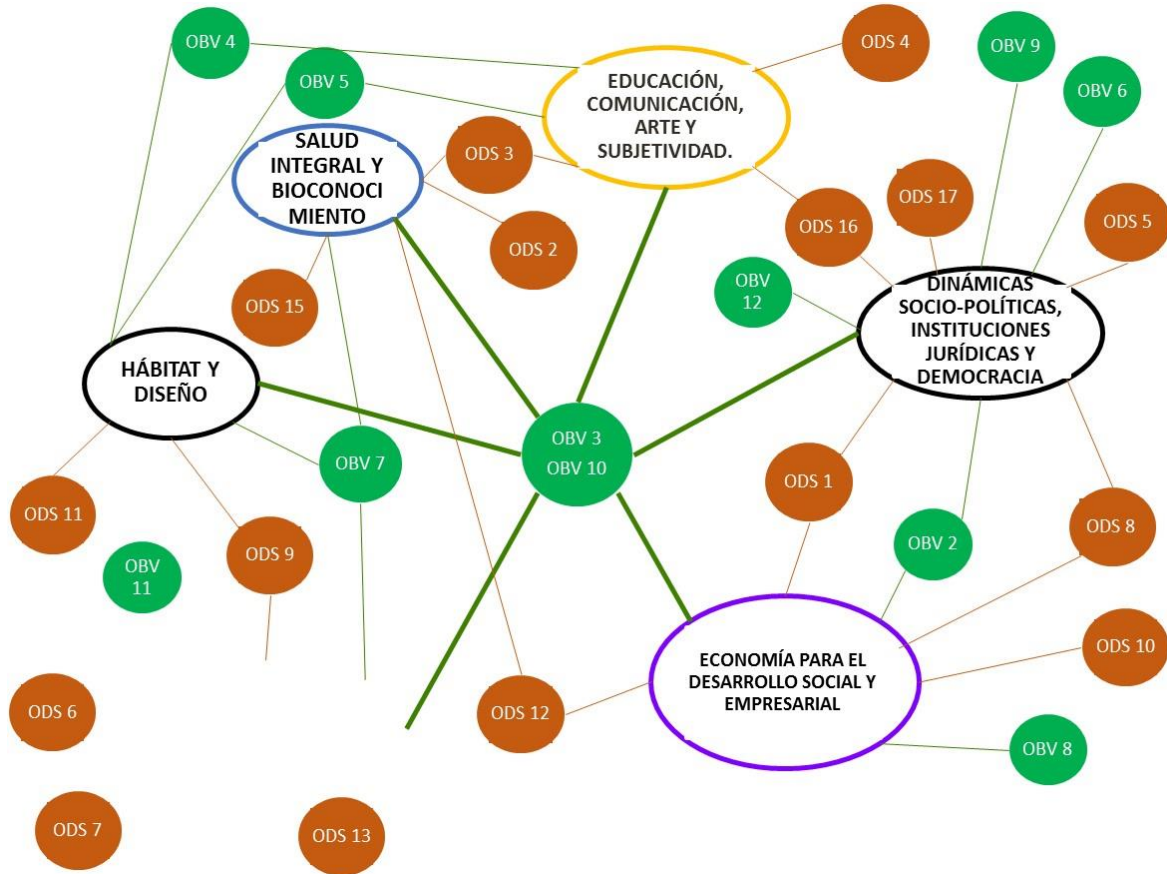 OBV 4
ODS 4
OBV 9
OBV 5
EDUCACIÓN,
COMUNICACIÓN,
ARTE Y
SUBJETIVIDAD.
OBV 6
SALUD
INTEGRAL Y
BIOCONOCI
MIENTO
ODS 3
ODS 2
ODS 16
ODS 17
ODS 5
ODS 15
OBV
12
DINÁMICAS
SOCIO-POLÍTICAS,
INSTITUCIONES
JURÍDICAS Y
DEMOCRACIA
HÁBITAT Y
DISEÑO
OBV 3
OBV 10
OBV 7
ODS 1
ODS 11
ODS 9
OBV
11
OBV 2
ODS 8
ODS 10
ECONOMÍA PARA EL
DESARROLLO SOCIAL Y
EMPRESARIAL
ODS 6
ODS 12
OBV 8
ODS 7
ODS 13